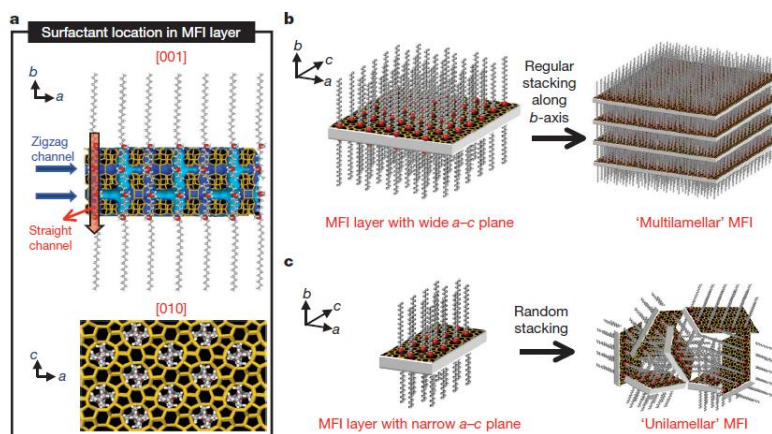 a
Surfactant location in MFI layer
[001]
b
a
Zigzag
channel
Straight
channel
[010]
c
a
b
b
c
a
MFI layer with wide a–c plane
Regular
stacking
along
b-axis
'Multilamellar' MFI
c
b
c
a
MFI layer with narrow a–c plane
Random
stacking
'Unilamellar' MFI